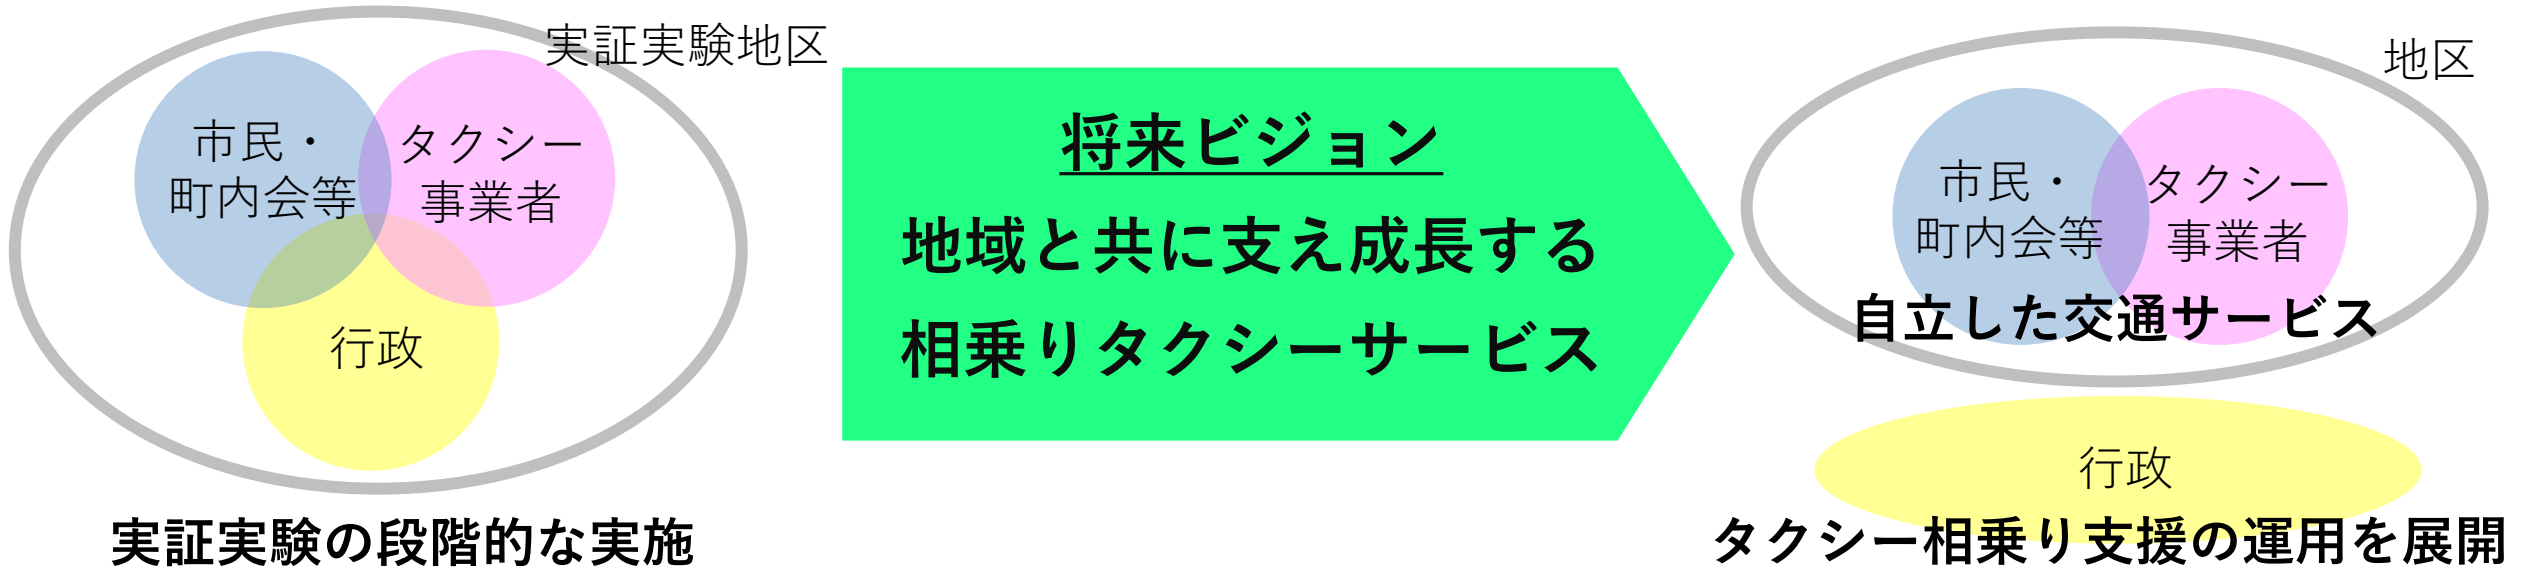 実証実験地区
市民・
町内会等
タクシー
事業者
行政
実証実験の段階的な実施
将来ビジョン
地域と共に支え成長する
相乗りタクシーサービス
地区
市民・
町内会等
タクシー
事業者
自立した交通サービス
行政
タクシー相乗り支援の運用を展開